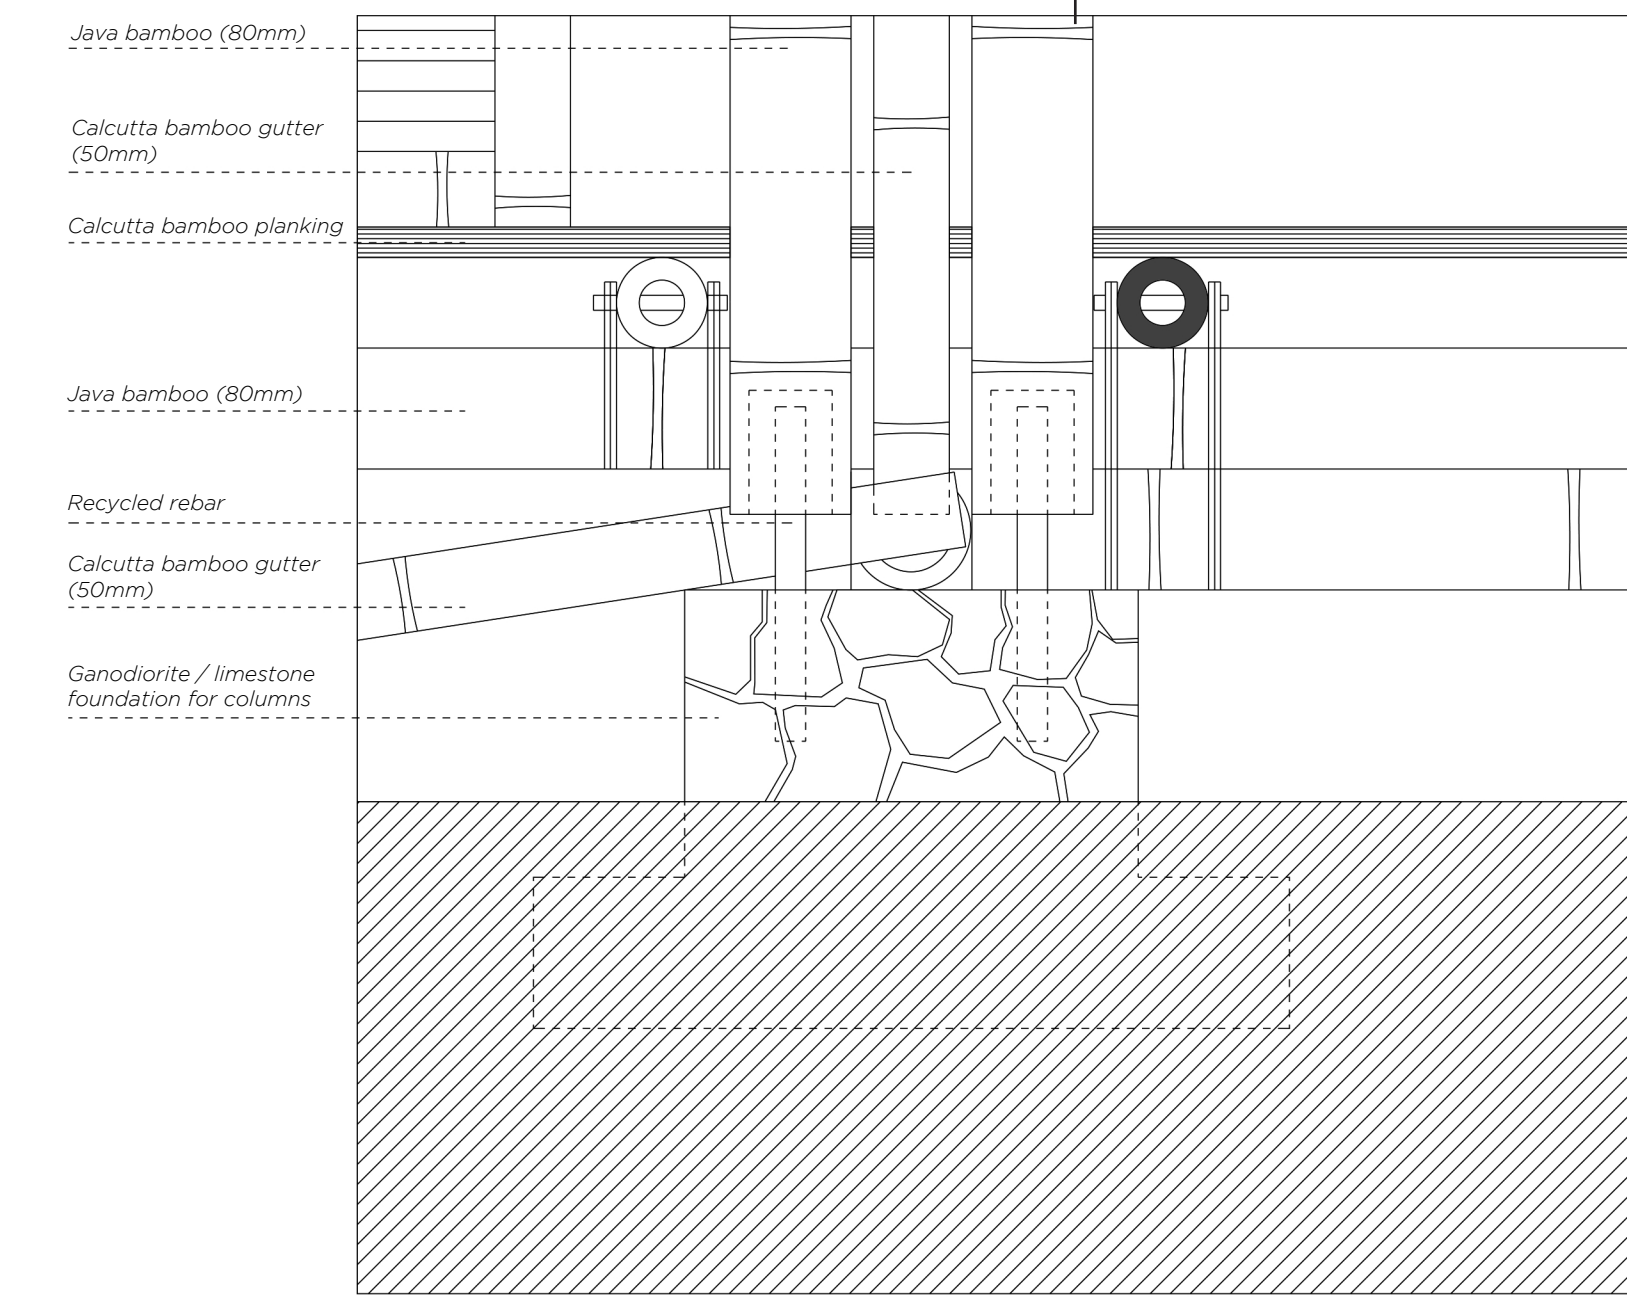 Java bamboo (80mm)
Calcutta bamboo gutter
(50mm)
Calcutta bamboo planking
Java bamboo (80mm)
Recycled rebar
Calcutta bamboo gutter
(50mm)
Ganodiorite / limestone
foundation for columns